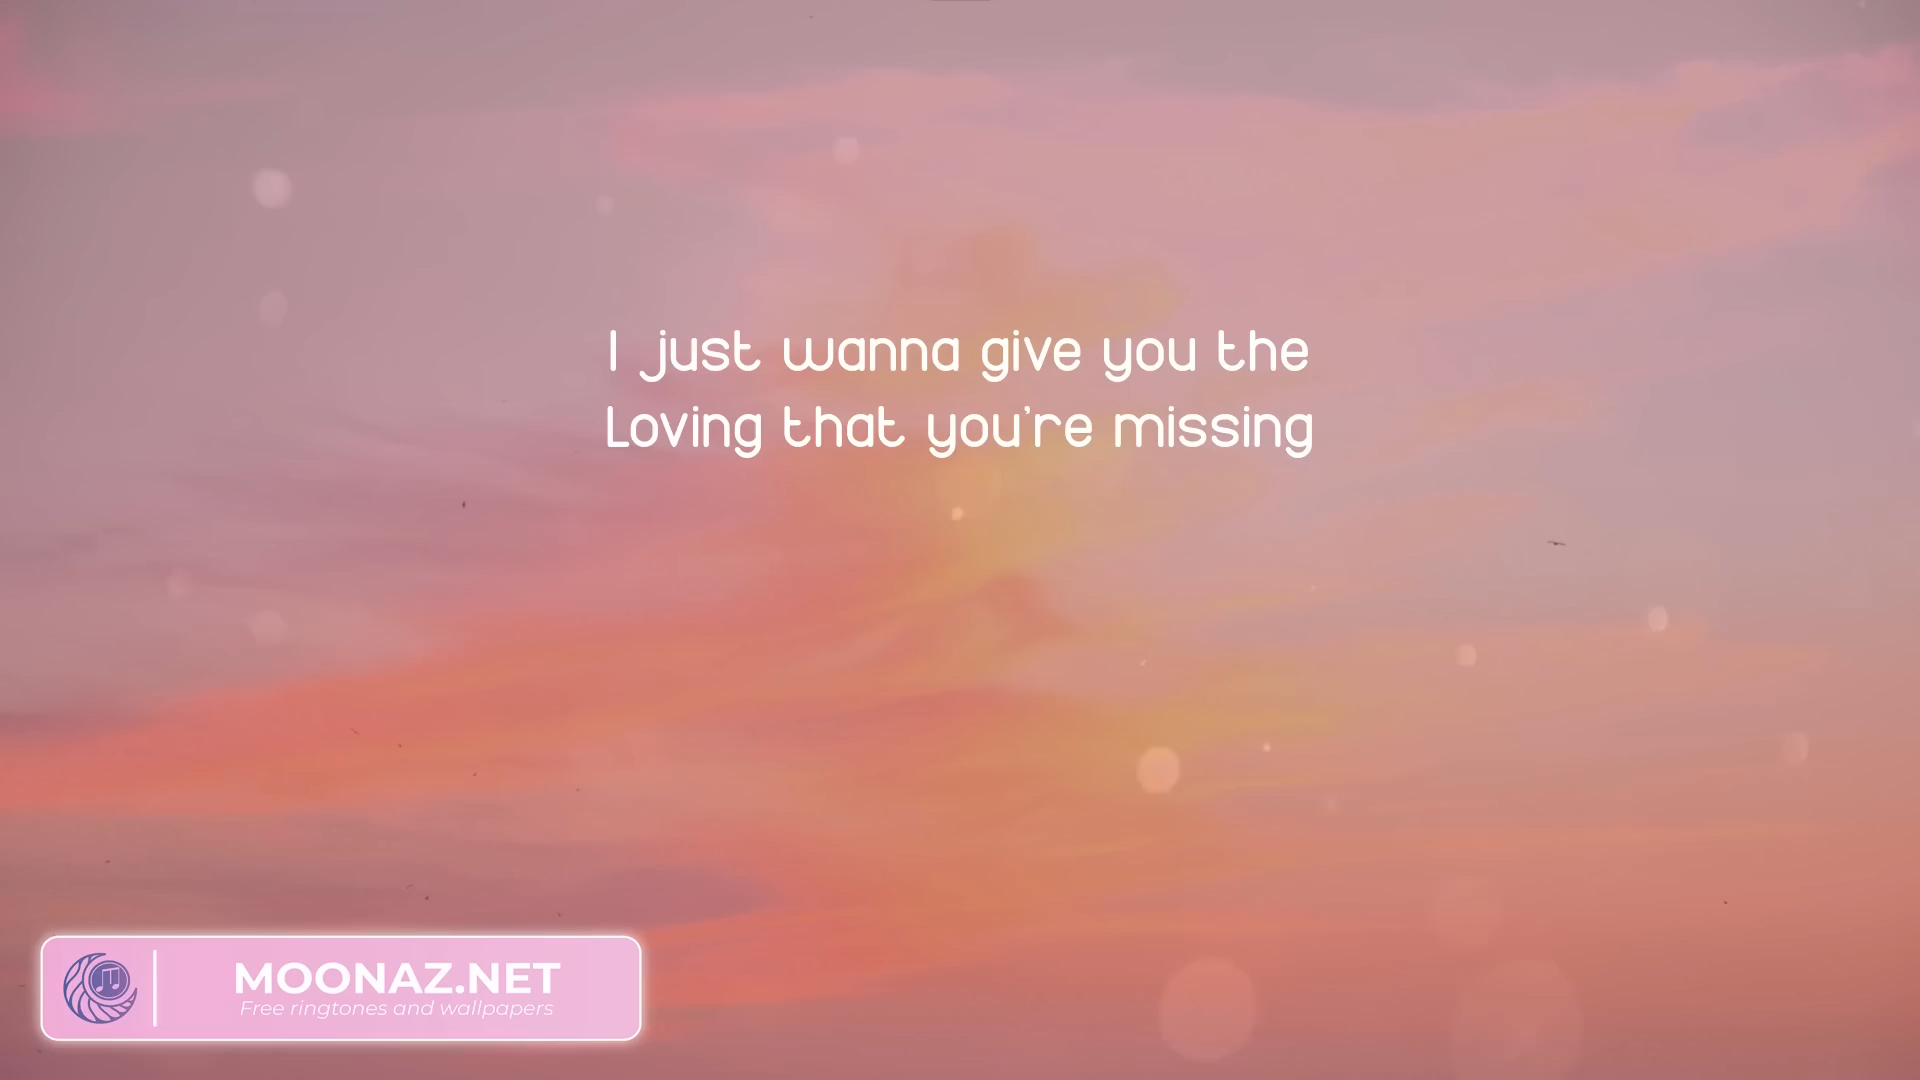 I just wanna give you the
Loving that you're missing
MOONAZ.NET
Free ringtones and wallpapers